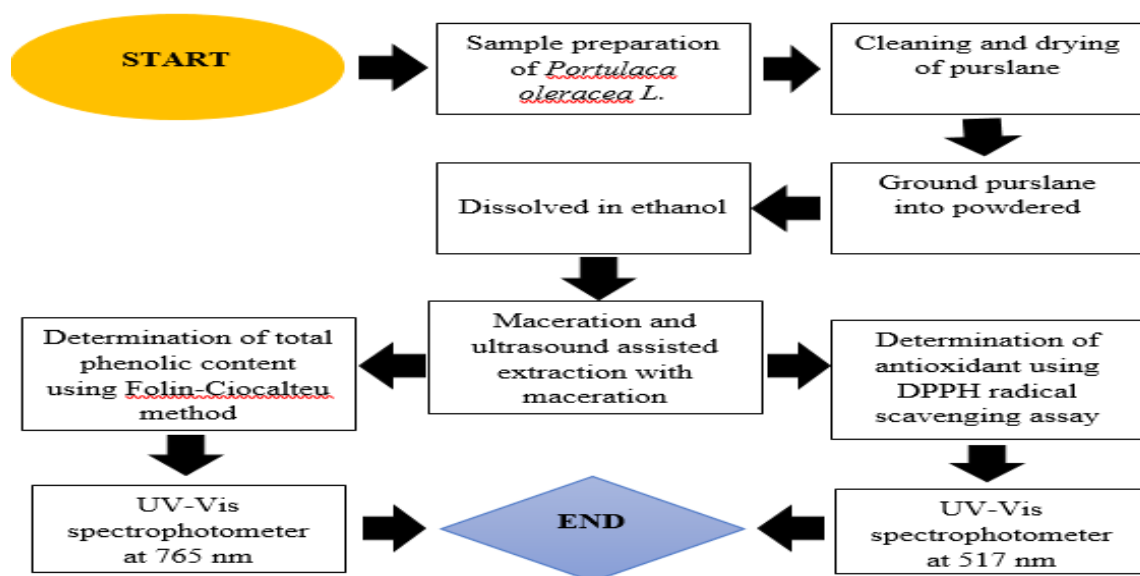 START
Sample preparation
of Portulaca
oleracea L.
Cleaning and drying
of purslane
Ground purslane
into powdered
Dissolved in ethanol
Maceration and
ultrasound assisted
extraction with
maceration
Determination of total
phenolic content
using Folin-Ciocalteu
method
Determination of
antioxidant using
DPPH radical
scavenging assay
UV-Vis
spectrophotometer
at 765 nm
END
UV-Vis
spectrophotometer
at 517 nm